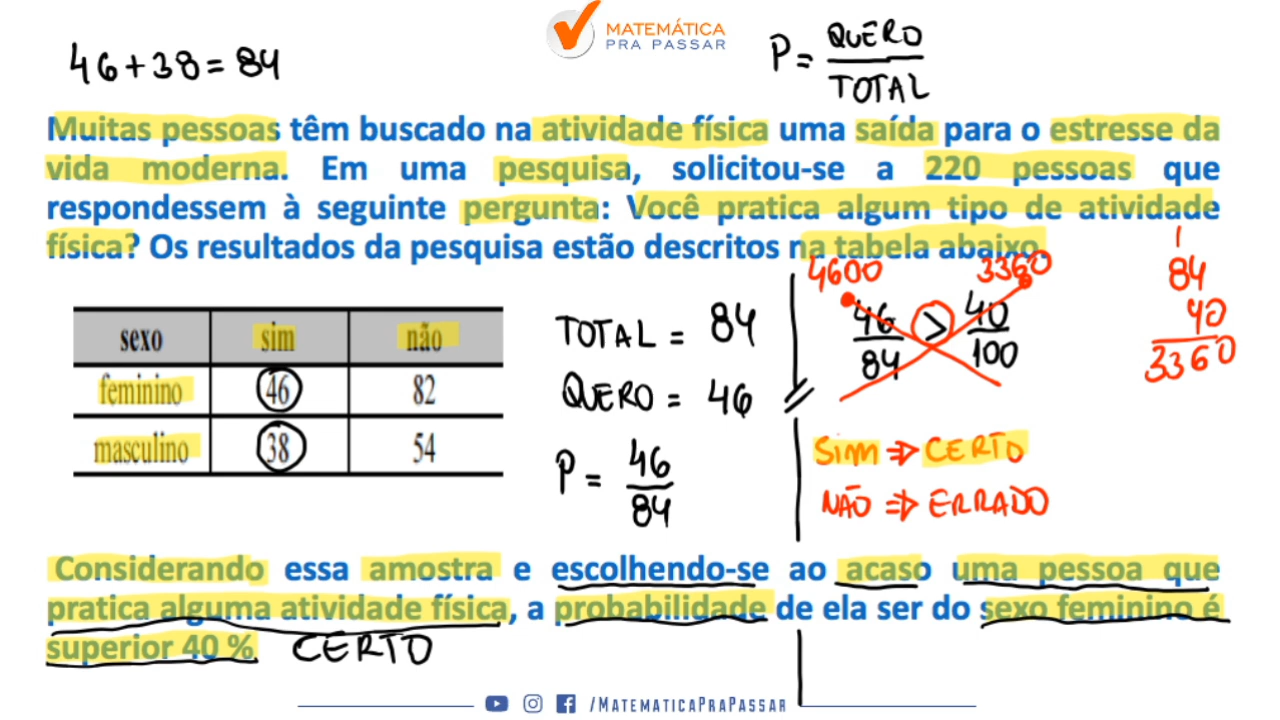 MATEMÁTICA
PRA PASSAR
46+38=84
P= QUERO
TOTAL
Muitas pessoas têm buscado na atividade física uma saída para o estresse da
vida moderna. Em uma pesquisa, solicitou-se a 220 pessoas que
respondessem à seguinte pergunta: Você pratica algum tipo de atividade
física? Os resultados da pesquisa estão descritos na tabela abaixo.
sexo sim não
feminino 46 82
masculino 38 54
TOTAL = 84
QUERO = 46
P = 46
84
4600 3360
46 > 40
84 100
1
84
40
3360
SIM ⇒ CERTO
NÃO ⇒ ERRADO
Considerando essa amostra e escolhendo-se ao acaso uma pessoa que
pratica alguma atividade física, a probabilidade de ela ser do sexo feminino é
superior 40 %. CERTO
/MATEMATICAPRAPASSAR